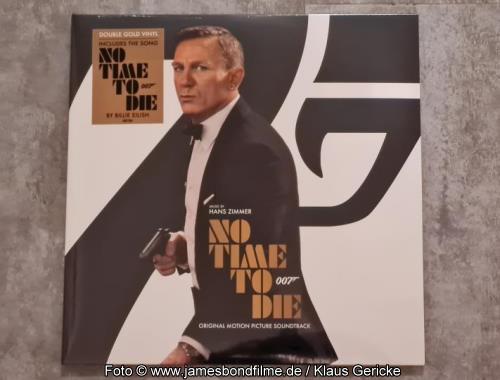 DOUBLE GOLD VINYL
INCLUDES THE SONG
NO
TIME
TO 007
DIE
BY BILLIE EILISH
MUSIC BY
HANS ZIMMER
NO
TIME
TO 007
DIE
ORIGINAL MOTION PICTURE SOUNDTRACK
Foto © www.jamesbondfilme.de / Klaus Gericke